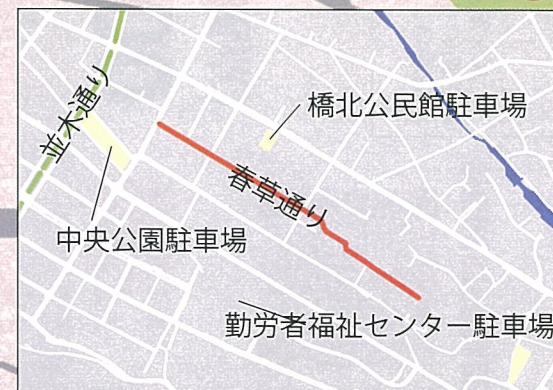 並木通り
橋北公民館駐車場
春草通り
中央公園駐車場
勤労者福祉センター駐車場